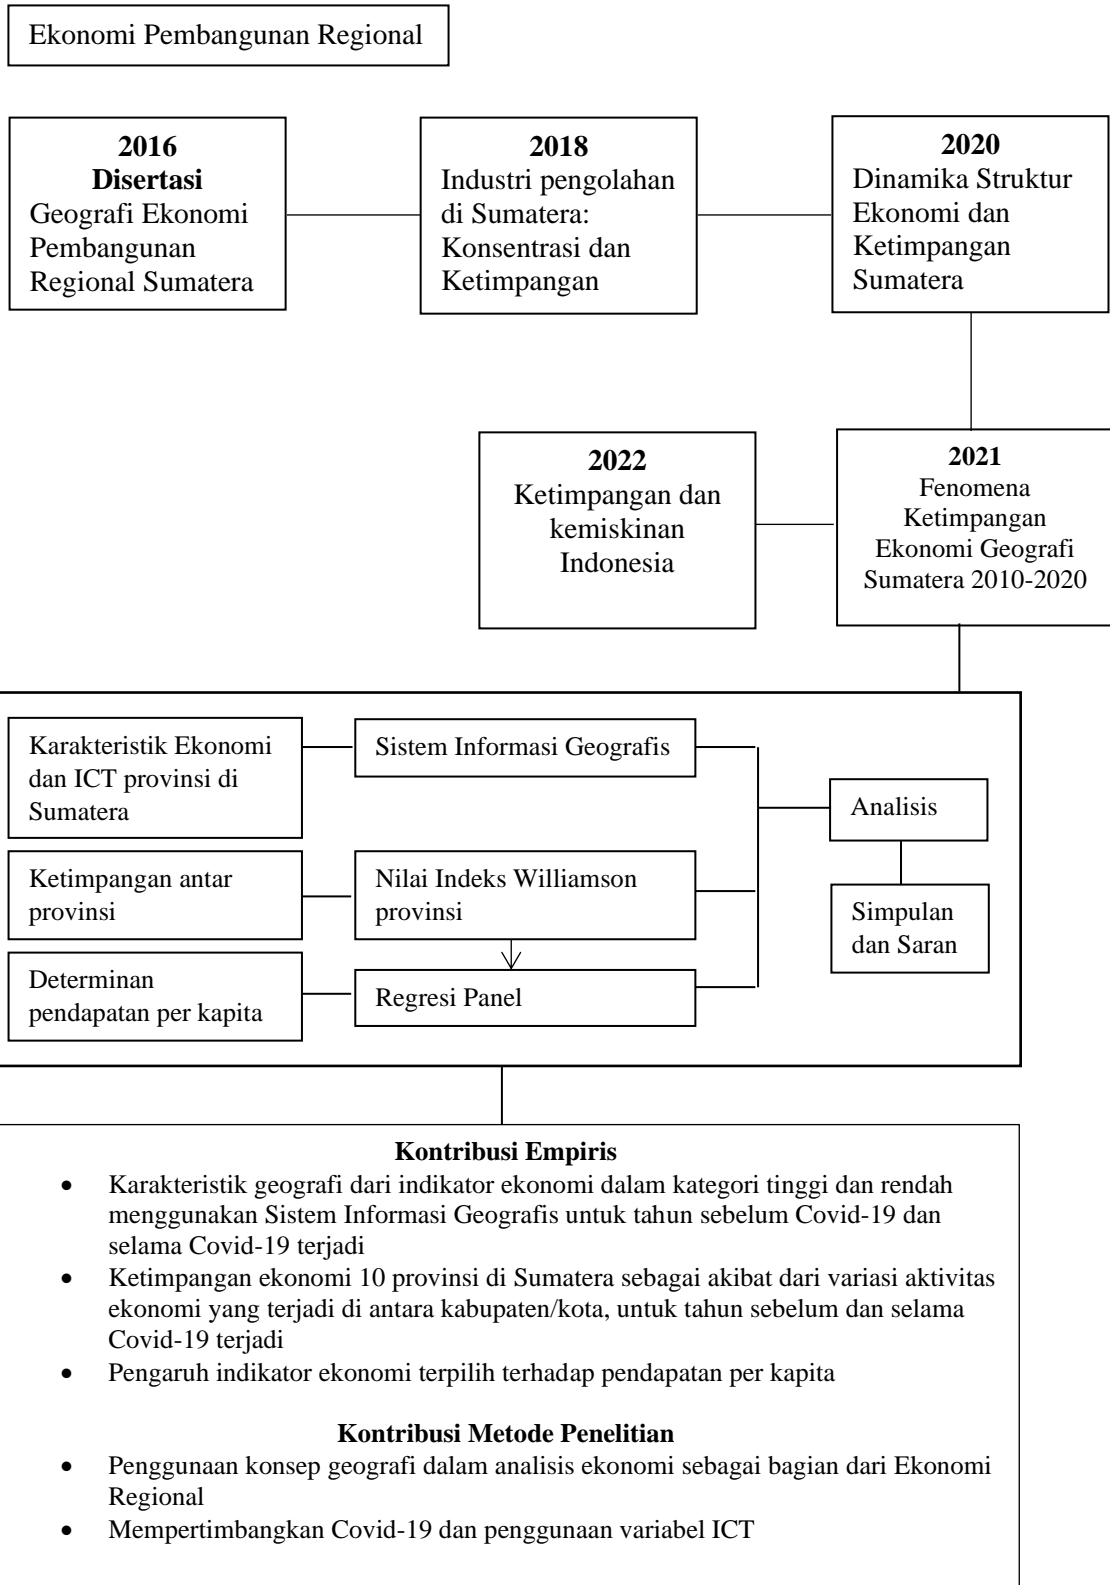 Ekonomi Pembangunan Regional
2016
Disertasi
Geografi Ekonomi
Pembangunan
Regional Sumatera
2018
Industri pengolahan
di Sumatera:
Konsentrasi dan
Ketimpangan
2020
Dinamika Struktur
Ekonomi dan
Ketimpangan
Sumatera
2022
Ketimpangan dan
kemiskinan
Indonesia
2021
Fenomena
Ketimpangan
Ekonomi Geografi
Sumatera 2010-2020
Karakteristik Ekonomi
dan ICT provinsi di
Sumatera
Sistem Informasi Geografis
Analisis
Ketimpangan antar
provinsi
Nilai Indeks Williamson
provinsi
Simpulan
dan Saran
Determinan
pendapatan per kapita
Regresi Panel
Kontribusi Empiris
• Karakteristik geografi dari indikator ekonomi dalam kategori tinggi dan rendah
menggunakan Sistem Informasi Geografis untuk tahun sebelum Covid-19 dan
selama Covid-19 terjadi
• Ketimpangan ekonomi 10 provinsi di Sumatera sebagai akibat dari variasi aktivitas
ekonomi yang terjadi di antara kabupaten/kota, untuk tahun sebelum dan selama
Covid-19 terjadi
• Pengaruh indikator ekonomi terpilih terhadap pendapatan per kapita
Kontribusi Metode Penelitian
• Penggunaan konsep geografi dalam analisis ekonomi sebagai bagian dari Ekonomi
Regional
• Mempertimbangkan Covid-19 dan penggunaan variabel ICT